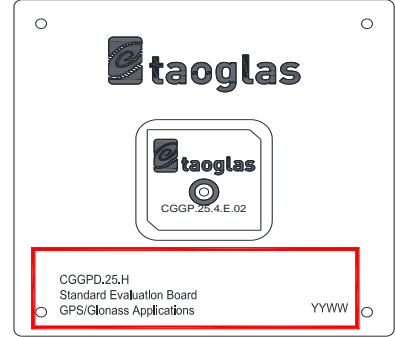 taoglas
taoglas
CGGP.25.4.E.02
CGGPD.25.H
Standard Evaluation Board
GPS/Glonass Applications
YYWW